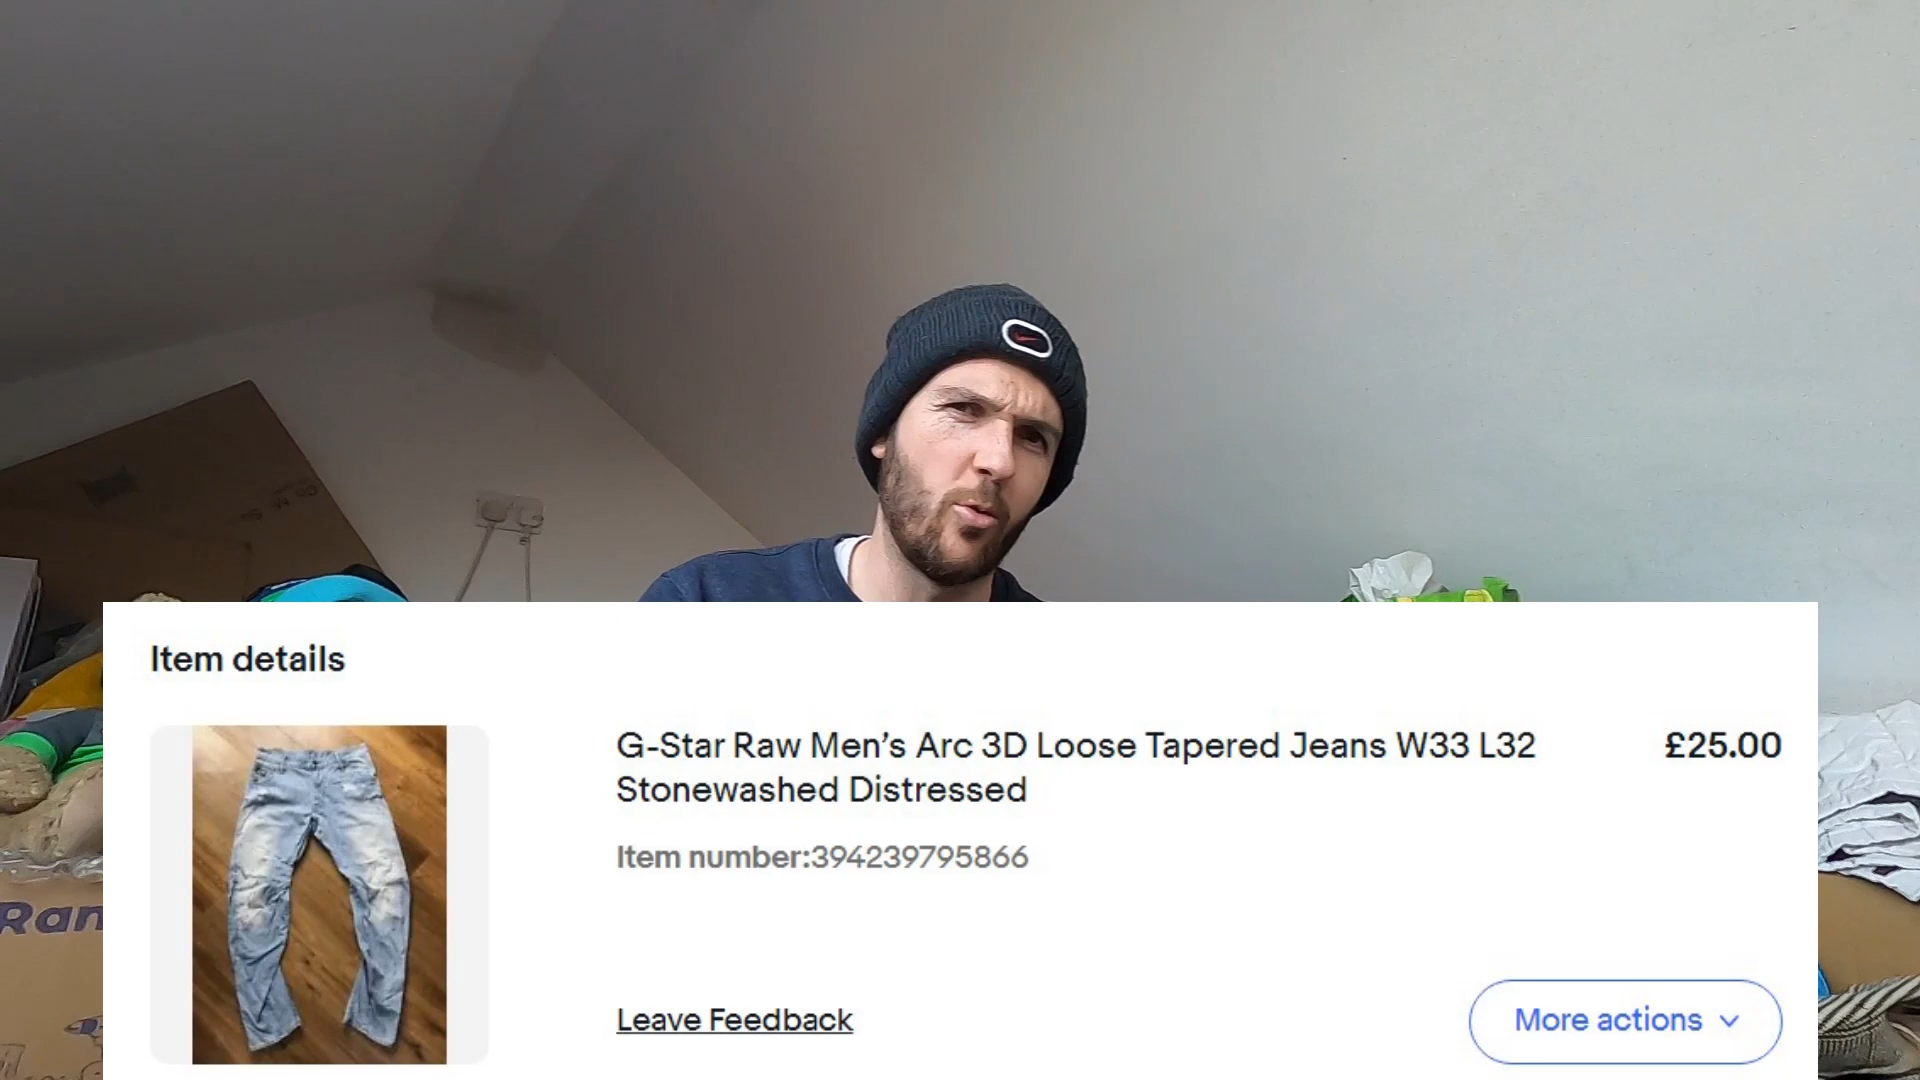 Item details
G-Star Raw Men’s Arc 3D Loose Tapered Jeans W33 L32
Stonewashed Distressed
£25.00
Item number:394239795866
Leave Feedback
More actions
Ran